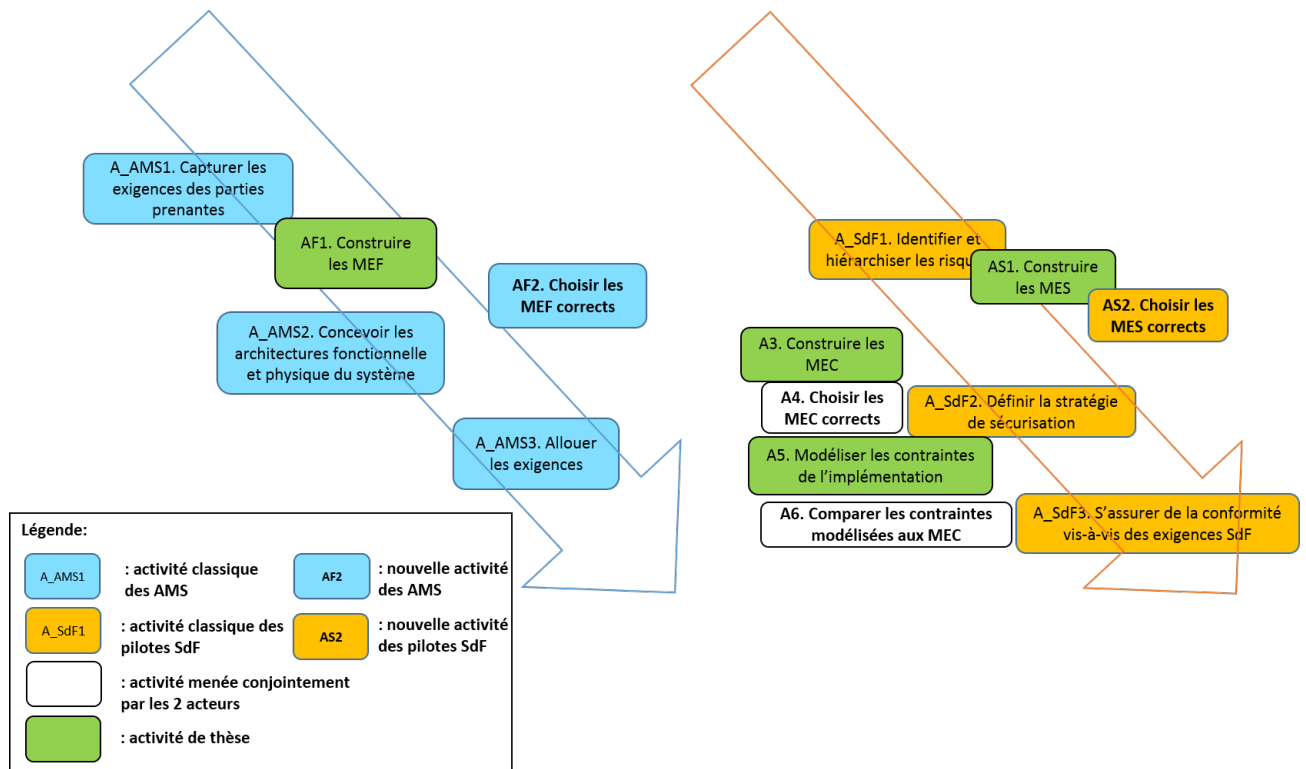 A_AMS1. Capturer les
exigences des parties
prenantes
AF1. Construire
les MEF
AF2. Choisir les
MEF corrects
A_AMS2. Concevoir les
architectures fonctionnelle
et physique du système
A_AMS3. Allouer
les exigences
A_SdF1. Identifier et
hiérarchiser les risqu
AS1. Construire
les MES
AS2. Choisir les
MES corrects
A3. Construire les
MEC
A4. Choisir les
MEC corrects
A_SdF2. Définir la stratégie
de sécurisation
A5. Modéliser les contraintes
de l’implémentation
A6. Comparer les contraintes
modélisées aux MEC
A_SdF3. S’assurer de la conformité
vis-à-vis des exigences SdF
Légende:
A_AMS1
: activité classique
des AMS
AF2
: nouvelle activité
des AMS
A_SdF1
: activité classique des
pilotes SdF
AS2
: nouvelle activité
des pilotes SdF
: activité menée conjointement
par les 2 acteurs
: activité de thèse